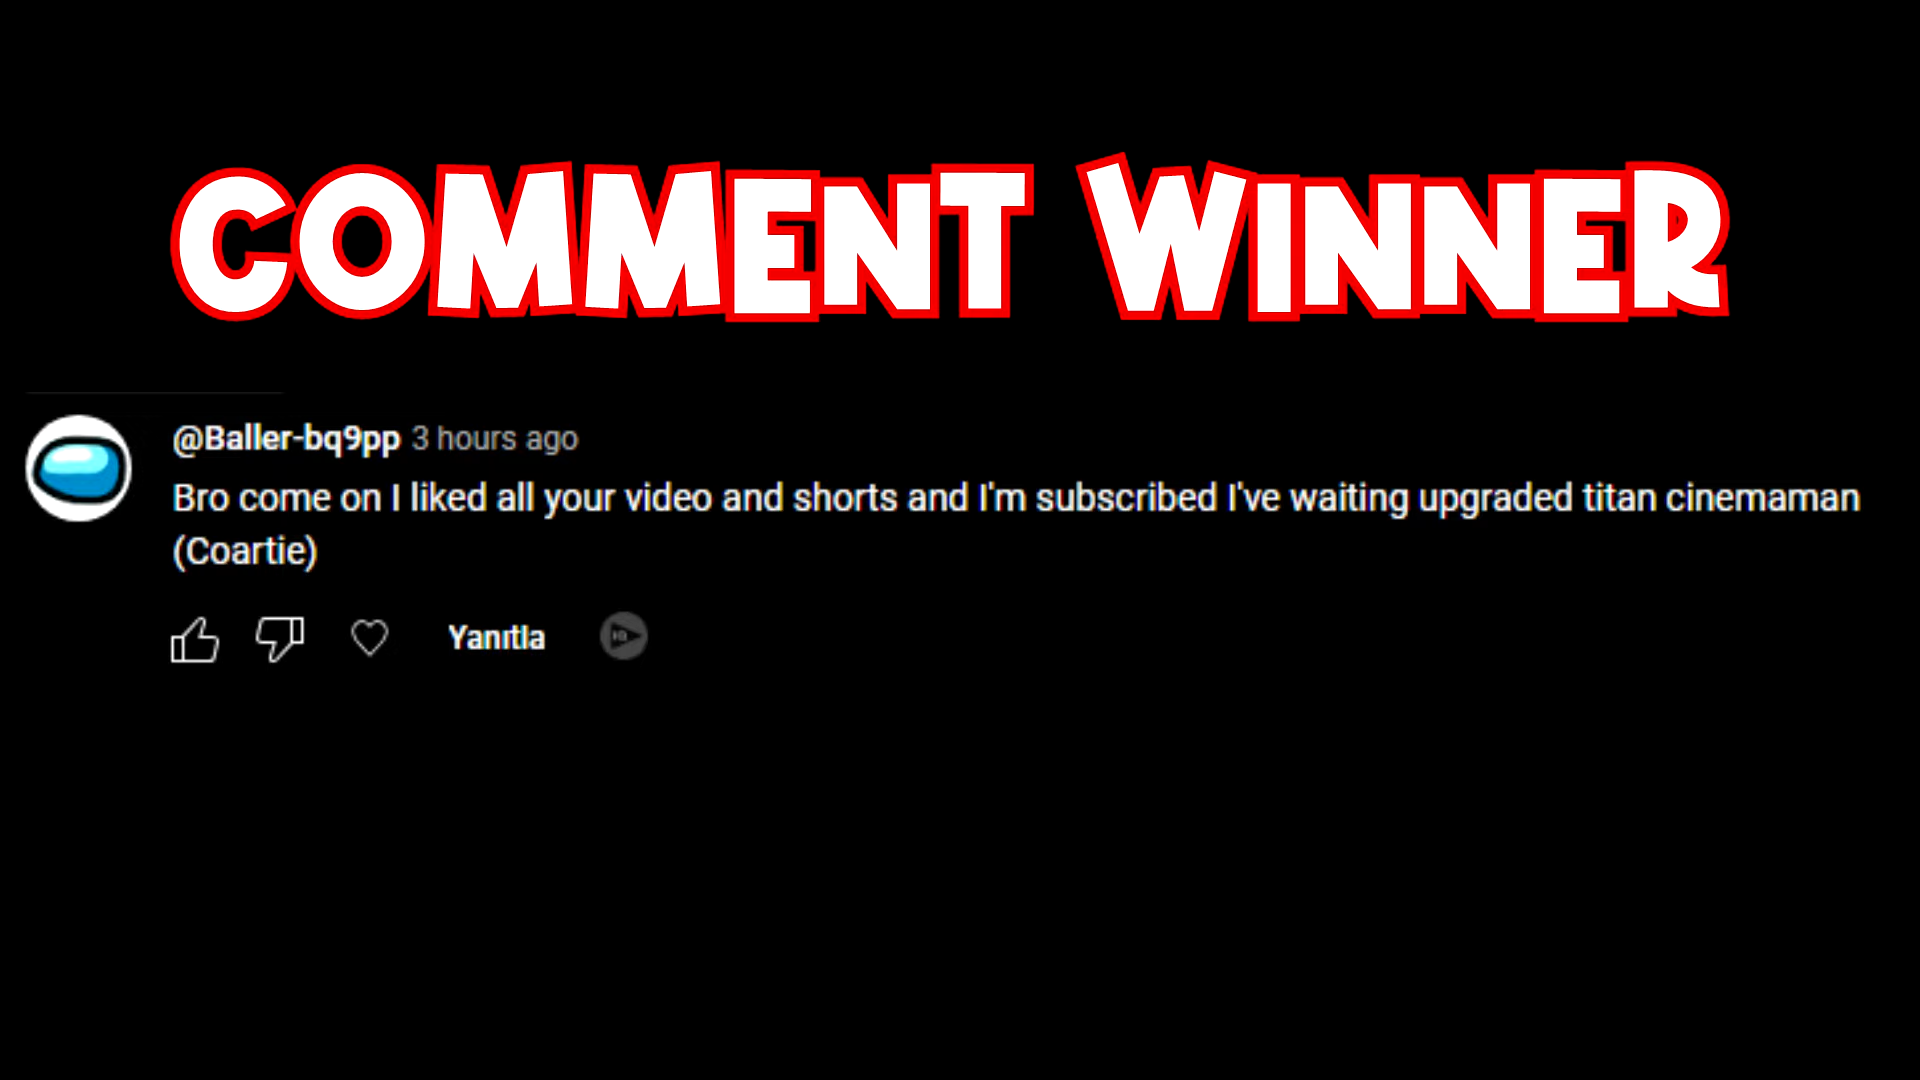 COMMENT WINNER
@Baller-bq9pp 3 hours ago
Bro come on I liked all your video and shorts and I'm subscribed I've waiting upgraded titan cinemaman
(Coartie)
Yanıtla